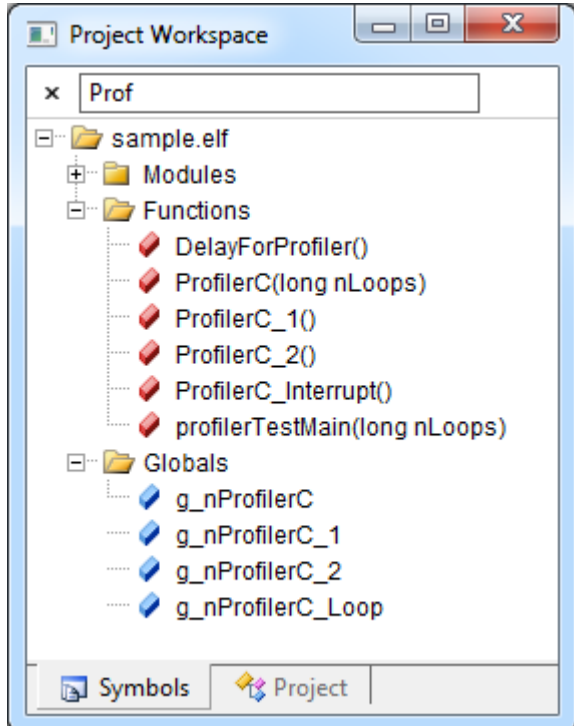 Project Workspace
Prof
sample.elf
Modules
Functions
DelayForProfiler()
ProfilerC(long nLoops)
ProfilerC_1()
ProfilerC_2()
ProfilerC_Interrupt()
profilerTestMain(long nLoops)
Globals
g_nProfilerC
g_nProfilerC_1
g_nProfilerC_2
g_nProfilerC_Loop
Symbols Project